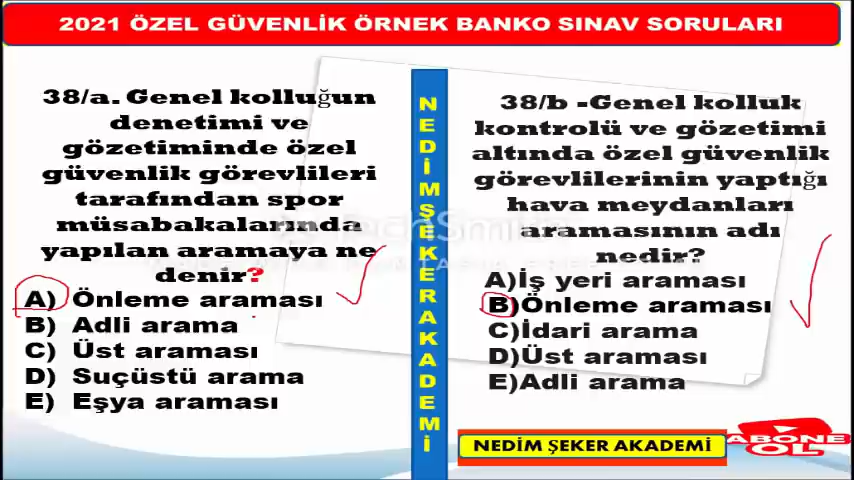 2021 ÖZEL GÜVENLİK ÖRNEK BANKO SINAV SORULARI
38/a. Genel kolluğun
denetimi ve
gözetiminde özel
güvenlik görevlileri
tarafından spor
müsabakalarında
yapılan aramaya ne
denir?
A) Önleme araması
B) Adli arama
C) Üst araması
D) Suçüstü arama
E) Eşya araması
NEDİM ŞEKER AKADEMİ
38/b -Genel kolluk
kontrolü ve gözetimi
altında özel güvenlik
görevlilerinin yaptığı
hava meydanları
aramasının adı
nedir?
A)İş yeri araması
B)Önleme araması
C)İdari arama
D)Üst araması
E)Adli arama
NEDİM ŞEKER AKADEMİ
ABONE
OL